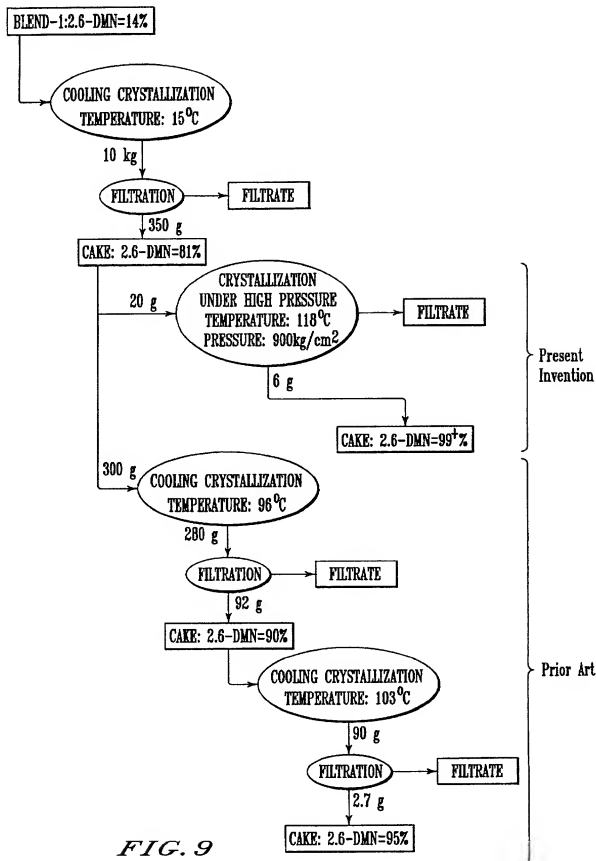 BLEND-1:2.6-DMN=14%
COOLING CRYSTALLIZATION
TEMPERATURE: 15°C
10 kg
FILTRATION
FILTRATE
350 g
CAKE: 2.6-DMN=81%
20 g
CRYSTALLIZATION
UNDER HIGH PRESSURE
TEMPERATURE: 118°C
PRESSURE: 900kg/cm2
FILTRATE
6 g
CAKE: 2.6-DMN=99+%
Present
Invention
300 g
COOLING CRYSTALLIZATION
TEMPERATURE: 96°C
280 g
FILTRATION
FILTRATE
92 g
CAKE: 2.6-DMN=90%
COOLING CRYSTALLIZATION
TEMPERATURE: 103°C
90 g
FILTRATION
FILTRATE
2.7 g
CAKE: 2.6-DMN=95%
Prior Art
FIG. 9